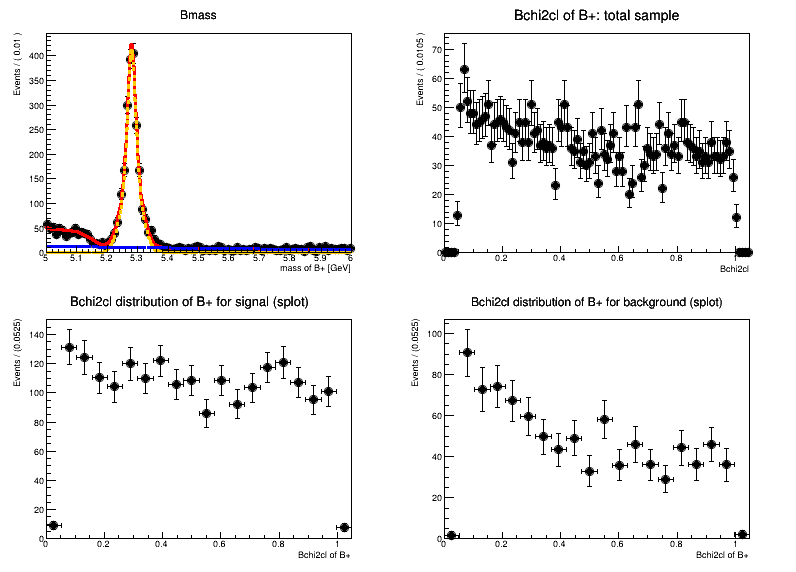 Bmass
Events / ( 0.01 )
400
350
300
250
200
150
100
50
0
5 5.1 5.2 5.3 5.4 5.5 5.6 5.7 5.8 5.9 6
mass of B+ [GeV]
Bchi2cl of B+: total sample
Events / ( 0.0105 )
70
60
50
40
30
20
10
0
0 0.2 0.4 0.6 0.8 1
Bchi2cl
Bchi2cl distribution of B+ for signal (splot)
Events / (0.0525)
140
120
100
80
60
40
20
0
0 0.2 0.4 0.6 0.8 1
Bchi2cl of B+
Bchi2cl distribution of B+ for background (splot)
Events / (0.0525)
100
80
60
40
20
0
0 0.2 0.4 0.6 0.8 1
Bchi2cl of B+